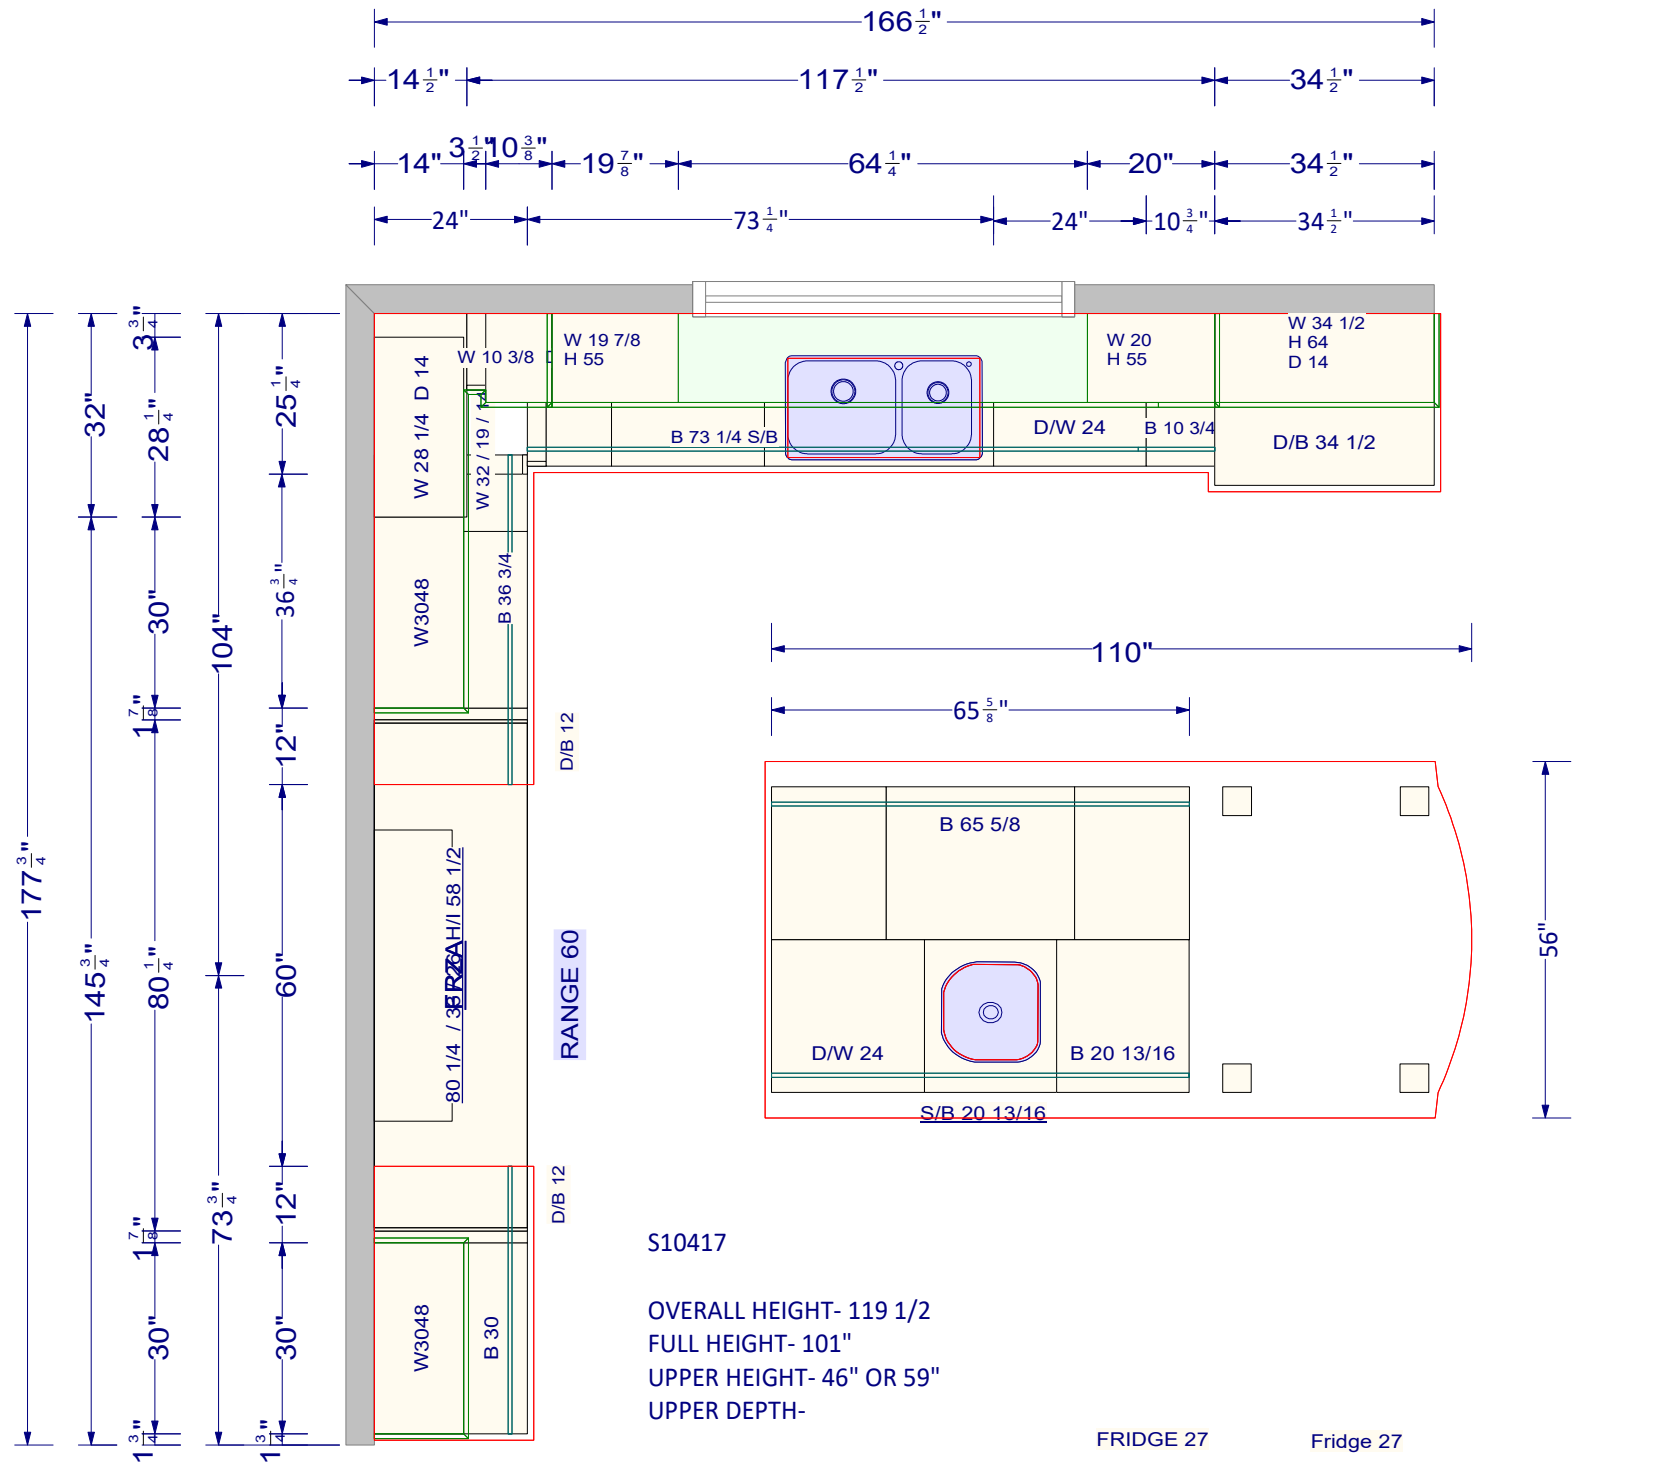 166 1/2"
14 1/2" 117 1/2" 34 1/2"
14" 3 1/2" 10 3/8" 19 7/8" 64 1/4" 20" 34 1/2"
24" 73 1/4" 24" 10 3/4" 34 1/2"
W 10 3/8
W 19 7/8
H 55
W 20
H 55
W 34 1/2
H 64
D 14
B 73 1/4 S/B
D/W 24
B 10 3/4
D/B 34 1/2
177 3/4"
32"
145 3/4"
3 3/4"
28 1/4"
30"
1 7/8"
80 1/4"
1 7/8"
30"
1 3/4"
104"
73 3/4"
25 1/4"
36 3/4"
12"
60"
12"
30"
1 3/4"
W 28 1/4 D 14
W 32 / 19 /
W3048
B 36 3/4
D/B 12
80 1/4 /
H/I 58 1/2
RANGE 60
D/B 12
W3048
B 30
110"
65 5/8"
56"
B 65 5/8
D/W 24
B 20 13/16
S/B 20 13/16
S10417
OVERALL HEIGHT- 119 1/2
FULL HEIGHT- 101"
UPPER HEIGHT- 46" OR 59"
UPPER DEPTH-
FRIDGE 27
Fridge 27